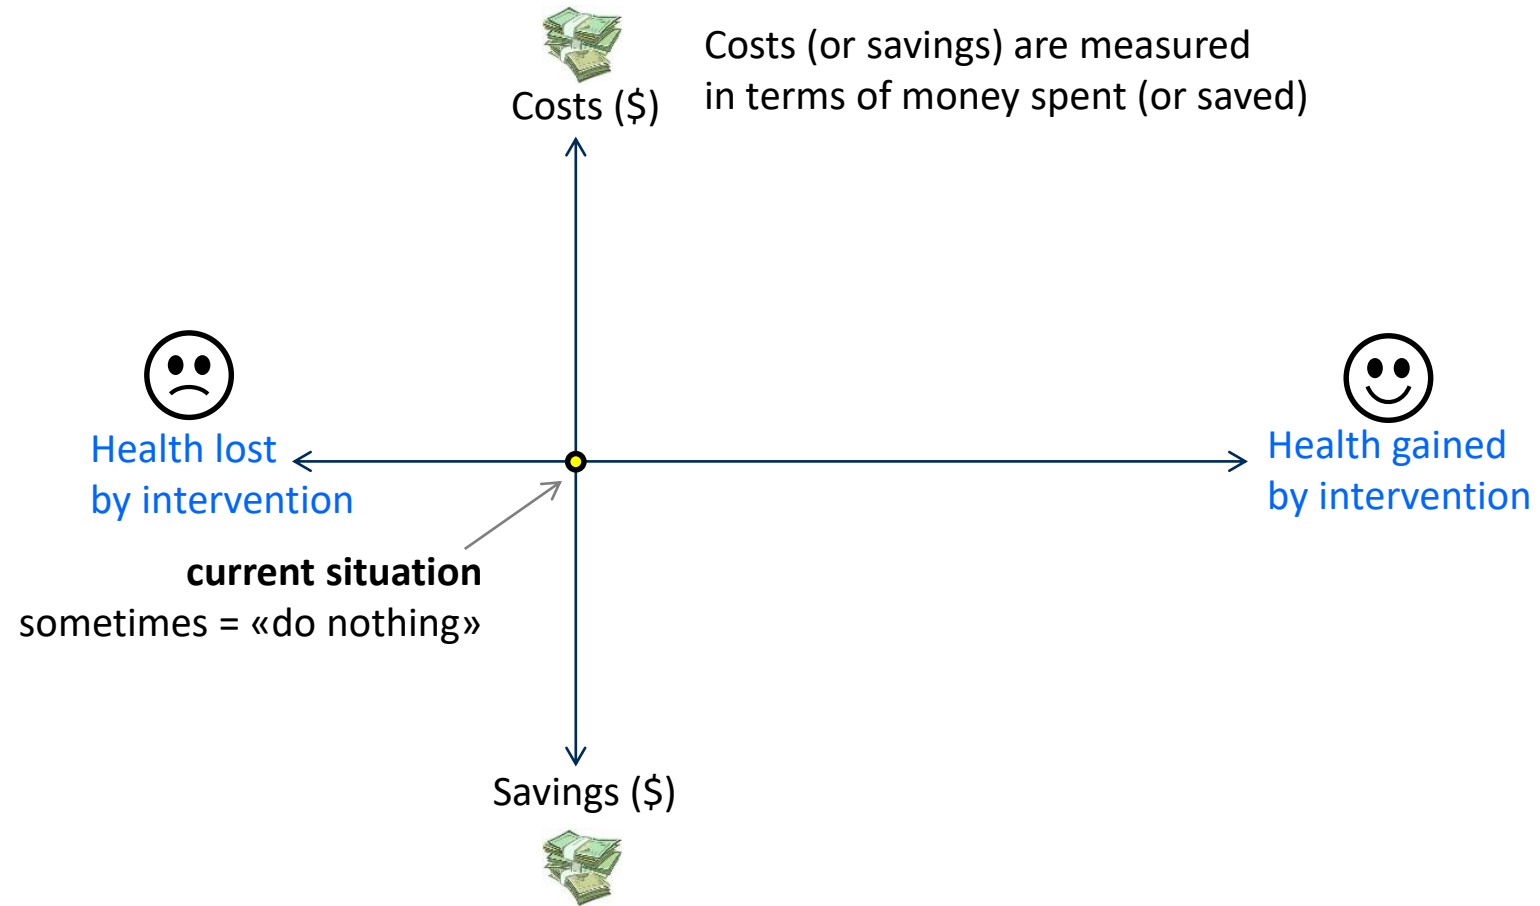 Costs ($)
Costs (or savings) are measured
in terms of money spent (or saved)
Health lost
by intervention
Health gained
by intervention
current situation
sometimes = «do nothing»
Savings ($)